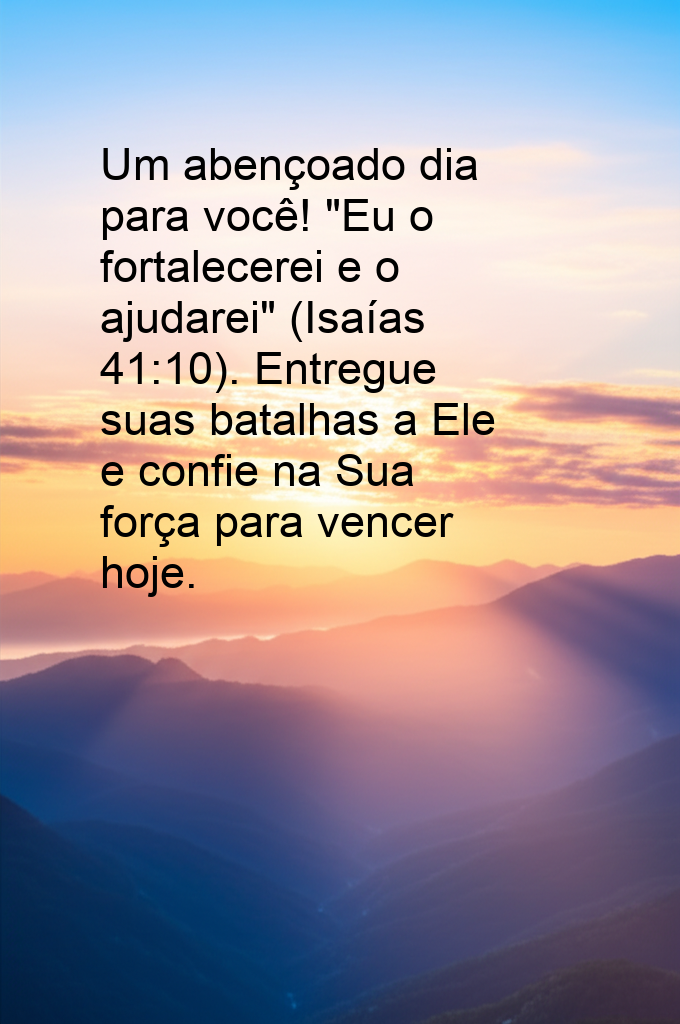 Um abençoado dia
para você! "Eu o
fortalecerei e o
ajudarei" (Isaías
41:10). Entregue
suas batalhas a Ele
e confie na Sua
força para vencer
hoje.